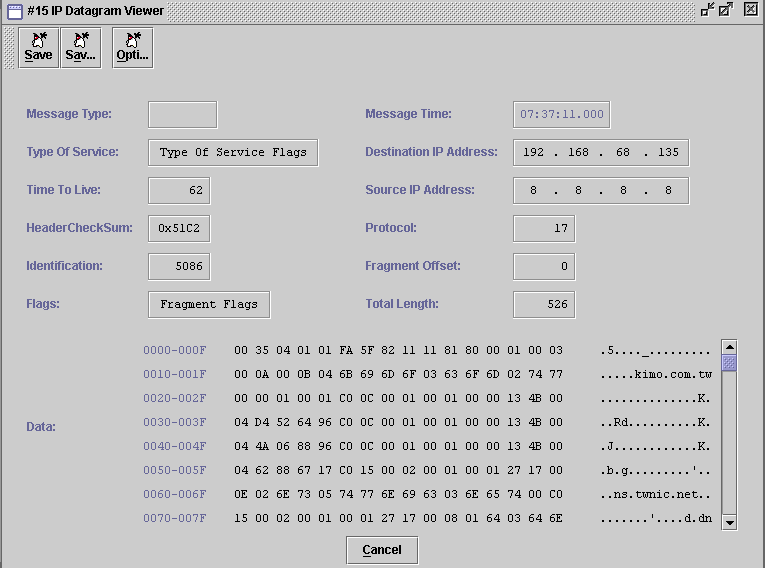 #15 IP Datagram Viewer
Save Sav... Opti...
Message Type: Message Time: 07:37:11.000
Type Of Service: Type Of Service Flags Destination IP Address: 192 . 168 . 68 . 135
Time To Live: 62 Source IP Address: 8 . 8 . 8 . 8
HeaderCheckSum: 0x51C2 Protocol: 17
Identification: 5086 Fragment Offset: 0
Flags: Fragment Flags Total Length: 526
0000-000F 00 35 04 01 01 FA 5F 82 11 11 81 80 00 01 00 03 .5...._.........
0010-001F 00 0A 00 0B 04 6B 69 6D 6F 03 63 6F 6D 02 74 77 .....kimo.com.tw
0020-002F 00 00 01 00 01 C0 0C 00 01 00 01 00 00 13 4B 00 ..............K.
0030-003F 04 D4 52 64 96 C0 0C 00 01 00 01 00 00 13 4B 00 ..Rd..........K.
Data:
0040-004F 04 4A 06 88 96 C0 0C 00 01 00 01 00 00 13 4B 00 .J............K.
0050-005F 04 62 88 67 17 C0 15 00 02 00 01 00 01 27 17 00 .b.g.........'..
0060-006F 0E 02 6E 73 05 74 77 6E 69 63 03 6E 65 74 00 C0 ..ns.twnic.net..
0070-007F 15 00 02 00 01 00 01 27 17 00 08 01 64 03 64 6E .......'....d.dn
Cancel